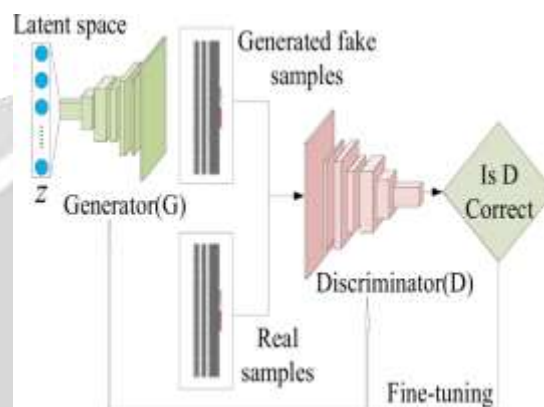 Latent space
Generated fake
samples
z
Generator(G)
Is D
Correct
Discriminator(D)
Real
samples
Fine-tuning